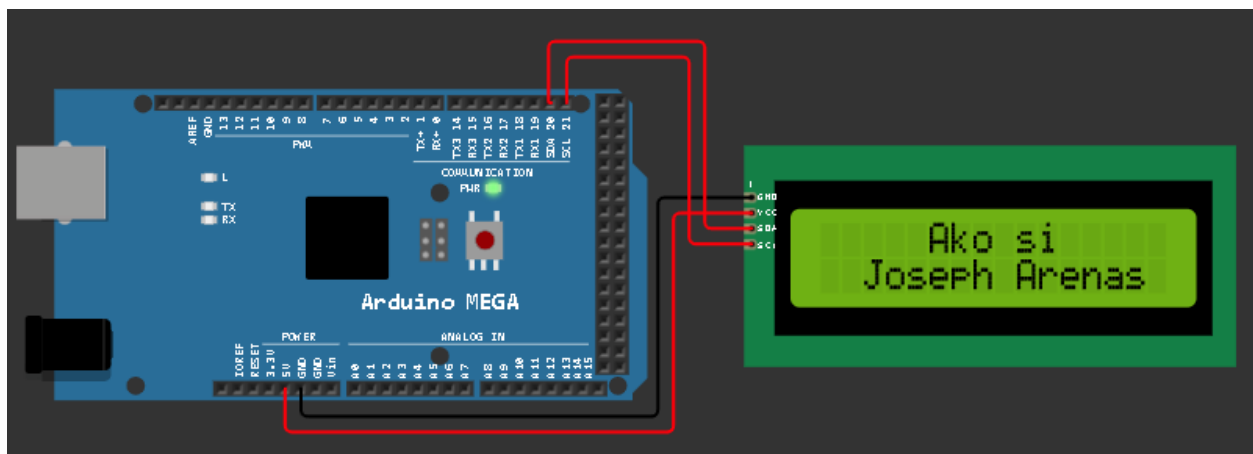 AREF
GND
13
12
11
10
9
8
7
6
5
4
3
2
TX→ 1
RX← 0
TX3 14
RX3 15
TX2 16
RX2 17
TX1 18
RX1 19
SDA 20
SCL 21
PWM
COMMUNICATION
L
PWR
TX
RX
Arduino MEGA
POWER
ANALOG IN
IOREF
RESET
3.3V
5V
GND
GND
Vin
A0
A1
A2
A3
A4
A5
A6
A7
A8
A9
A10
A11
A12
A13
A14
A15
1
GND
VCC
SDA
SCL
Ako si
Joseph Arenas